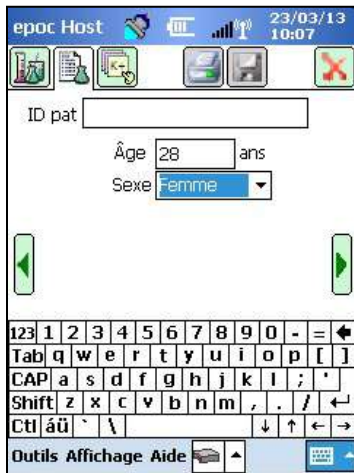 epoc Host 23/03/13
10:07
K+
ID pat
Âge 28 ans
Sexe Femme
123 1 2 3 4 5 6 7 8 9 0 - =
Tab q w e r t y u i o p [ ]
CAP a s d f g h j k l ; '
Shift z x c v b n m , . /
Ctl áü ` \
Outils Affichage Aide